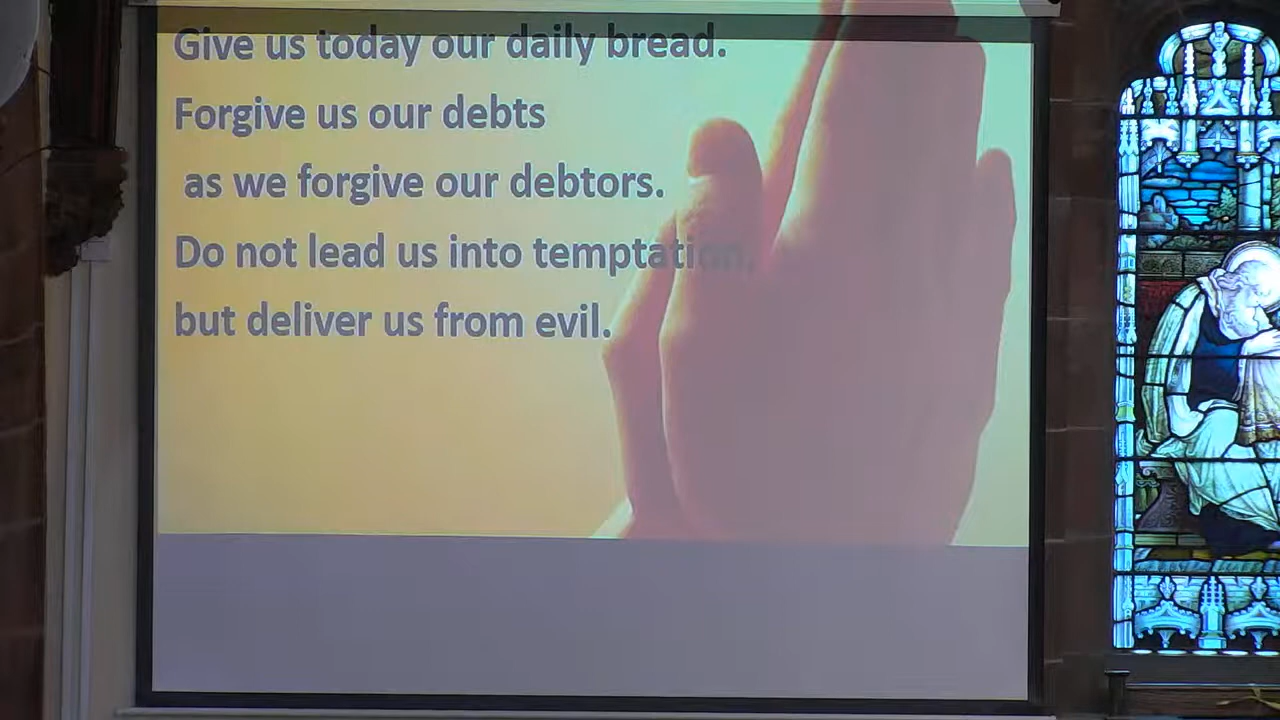 Give us today our daily bread.
Forgive us our debts
as we forgive our debtors.
Do not lead us into temptation,
but deliver us from evil.